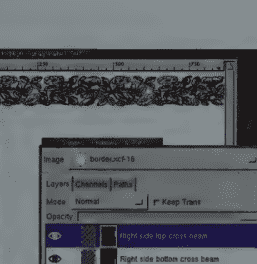 Image border.xcf-16
Layers Channels Paths
Mode Normal Keep Trans
Opacity
Right side top cross beam
Right side bottom cross beam